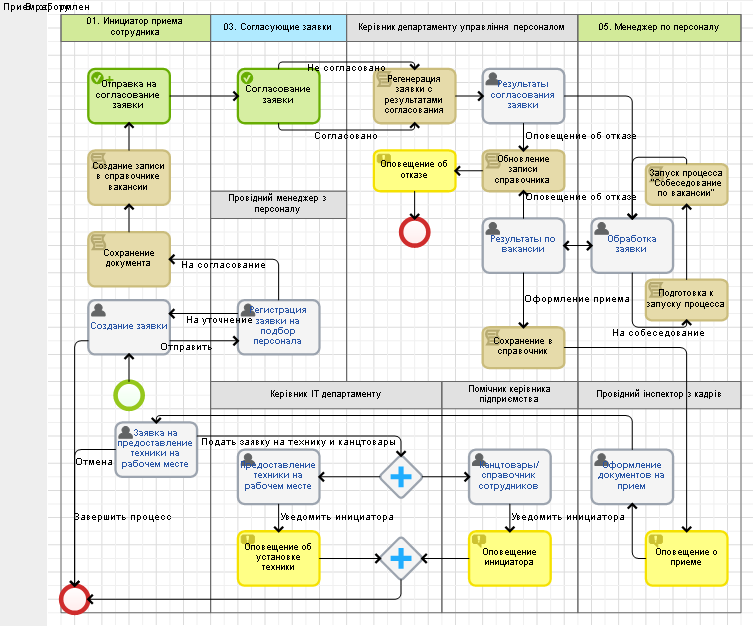 01. Инициатор приема
сотрудника
03. Согласующие заявки
Керівник департаменту управління персоналом
05. Менеджер по персоналу
Отправка на
согласование
заявки
Не согласовано
Согласование
заявки
Согласовано
Регенерация
заявки с
результатами
согласования
Результаты
согласования
заявки
Оповещение об отказе
Создание записи
в справочнике
вакансии
Оповещение об
отказе
Обновление
записи
справочника
Оповещение об отказе
Запуск процесса
"Собеседование
по вакансии"
Провідний менеджер з
персоналу
Сохранение
документа
На согласование
Результаты по
вакансии
Обработка
заявки
Подготовка к
запуску процесса
Оформление приема
На собеседование
Создание заявки
На уточнение
Отправить
Регистрация
заявки на
подбор
персонала
Сохранение в
справочник
Керівник ІТ департаменту
Помічник керівника
підприємства
Провідний інспектор з кадрів
Заявка на
предоставление
техники на
рабочем месте
Подать заявку на технику и канцтовары
Отмена
Предоставление
техники на
рабочем месте
Канцтовары/
справочник
сотрудников
Оформление
документов на
прием
Завершить процесс
Уведомить инициатора
Уведомить инициатора
Оповещение об
установке
техники
Оповещение
инициатора
Оповещение о
приеме